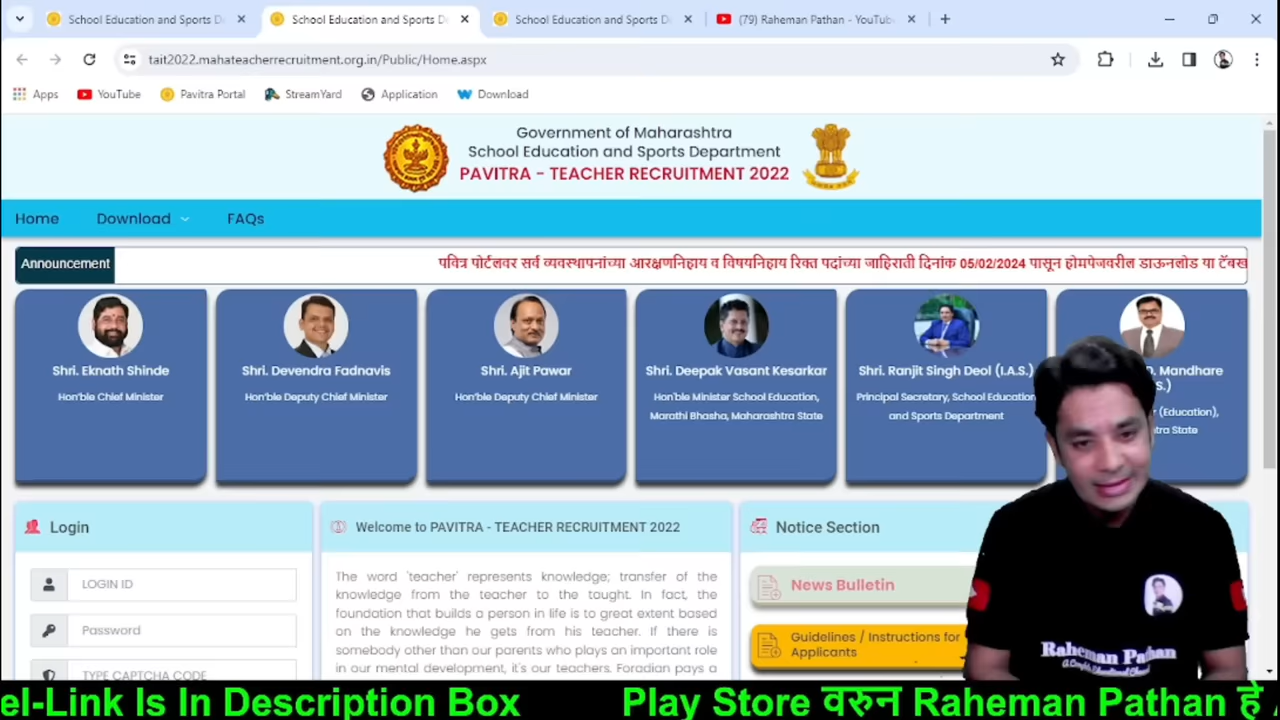 School Education and Sports D
School Education and Sports D
School Education and Sports D
(79) Raheman Pathan - YouTub
tait2022.mahateacherrecruitment.org.in/Public/Home.aspx
Apps YouTube Pavitra Portal StreamYard Application Download
Government of Maharashtra
School Education and Sports Department
PAVITRA - TEACHER RECRUITMENT 2022
Home Download FAQs
Announcement
पवित्र पोर्टलवर सर्व व्यवस्थापनांच्या आरक्षणनिहाय व विषयनिहाय रिक्त पदांच्या जाहिराती दिनांक 05/02/2024 पासून होमपेजवरील डाऊनलोड या टॅबख
Shri. Eknath Shinde
Hon'ble Chief Minister
Shri. Devendra Fadnavis
Hon'ble Deputy Chief Minister
Shri. Ajit Pawar
Hon'ble Deputy Chief Minister
Shri. Deepak Vasant Kesarkar
Hon'ble Minister School Education,
Marathi Bhasha, Maharashtra State
Shri. Ranjit Singh Deol (I.A.S.)
Principal Secretary, School Education
and Sports Department
Mandhare
S.)
(Education),
tra State
Login
LOGIN ID
Password
TYPE CAPTCHA CODE
Welcome to PAVITRA - TEACHER RECRUITMENT 2022
The word 'teacher' represents knowledge; transfer of the
knowledge from the teacher to the tought. In fact, the
foundation that builds a person in life is to great extent based
on the knowledge he gets from his teacher. If there is
somebody other than our parents who plays an important role
in our mental development, it's our teachers. Foradian pays a
Notice Section
News Bulletin
Guidelines / Instructions for
Applicants
Raheman Pathan
el-Link Is In Description Box Play Store वरुन Raheman Pathan हे